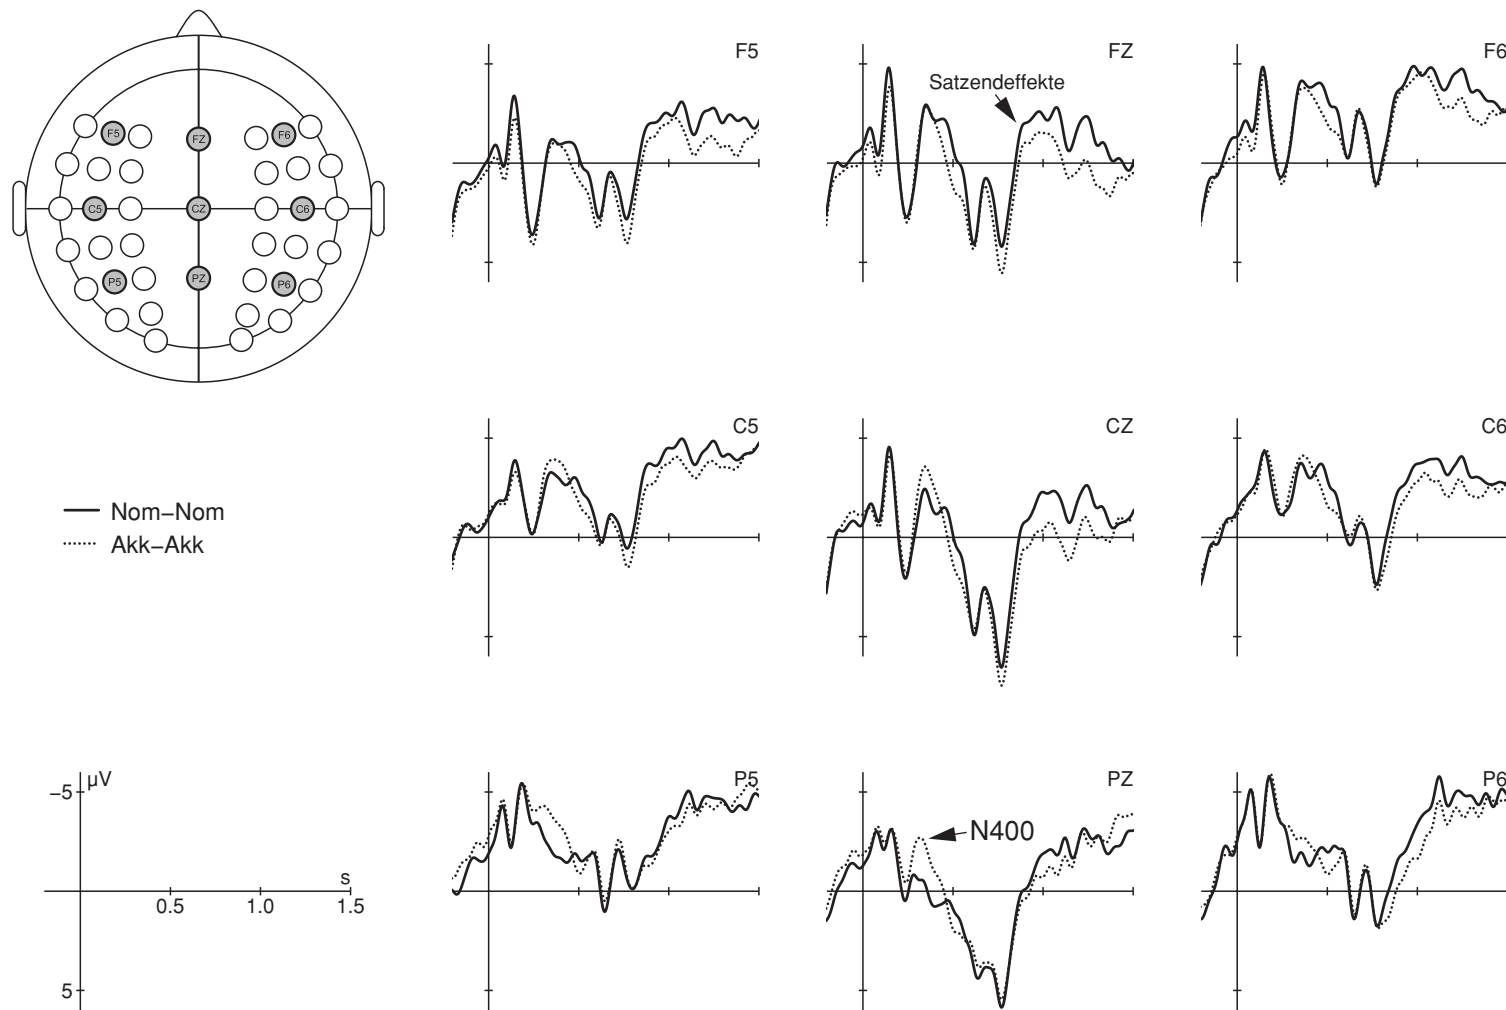 F5
FZ
F6
Satzendeffekte
F5
FZ
F6
C5
CZ
C6
P5
PZ
P6
C5
CZ
C6
Nom–Nom
Akk–Akk
P5
PZ
P6
−5
µV
N400
s
0.5
1.0
1.5
5